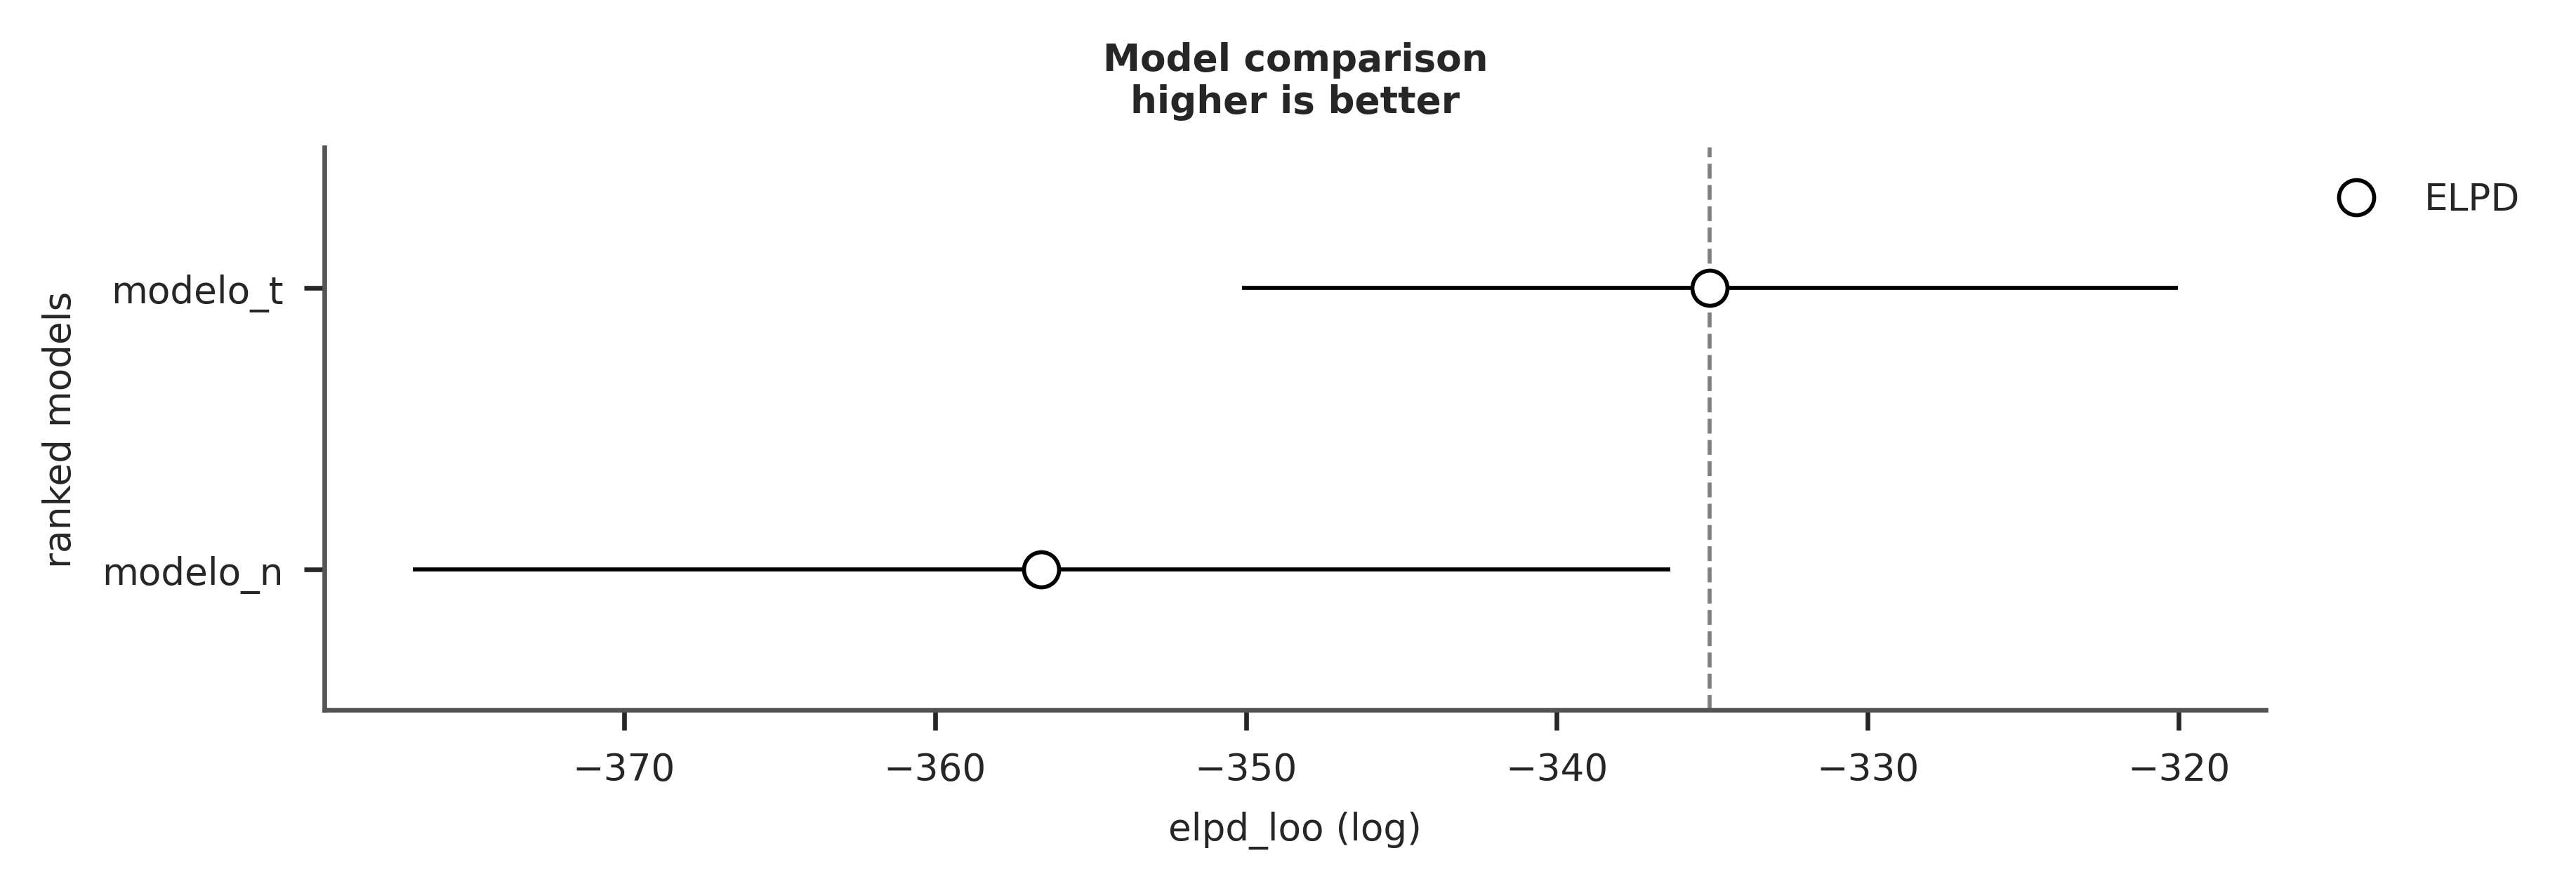 Model comparison
higher is better
ELPD
modelo_t
ranked models
modelo_n
−370
−360
−350
−340
−330
−320
elpd_loo (log)